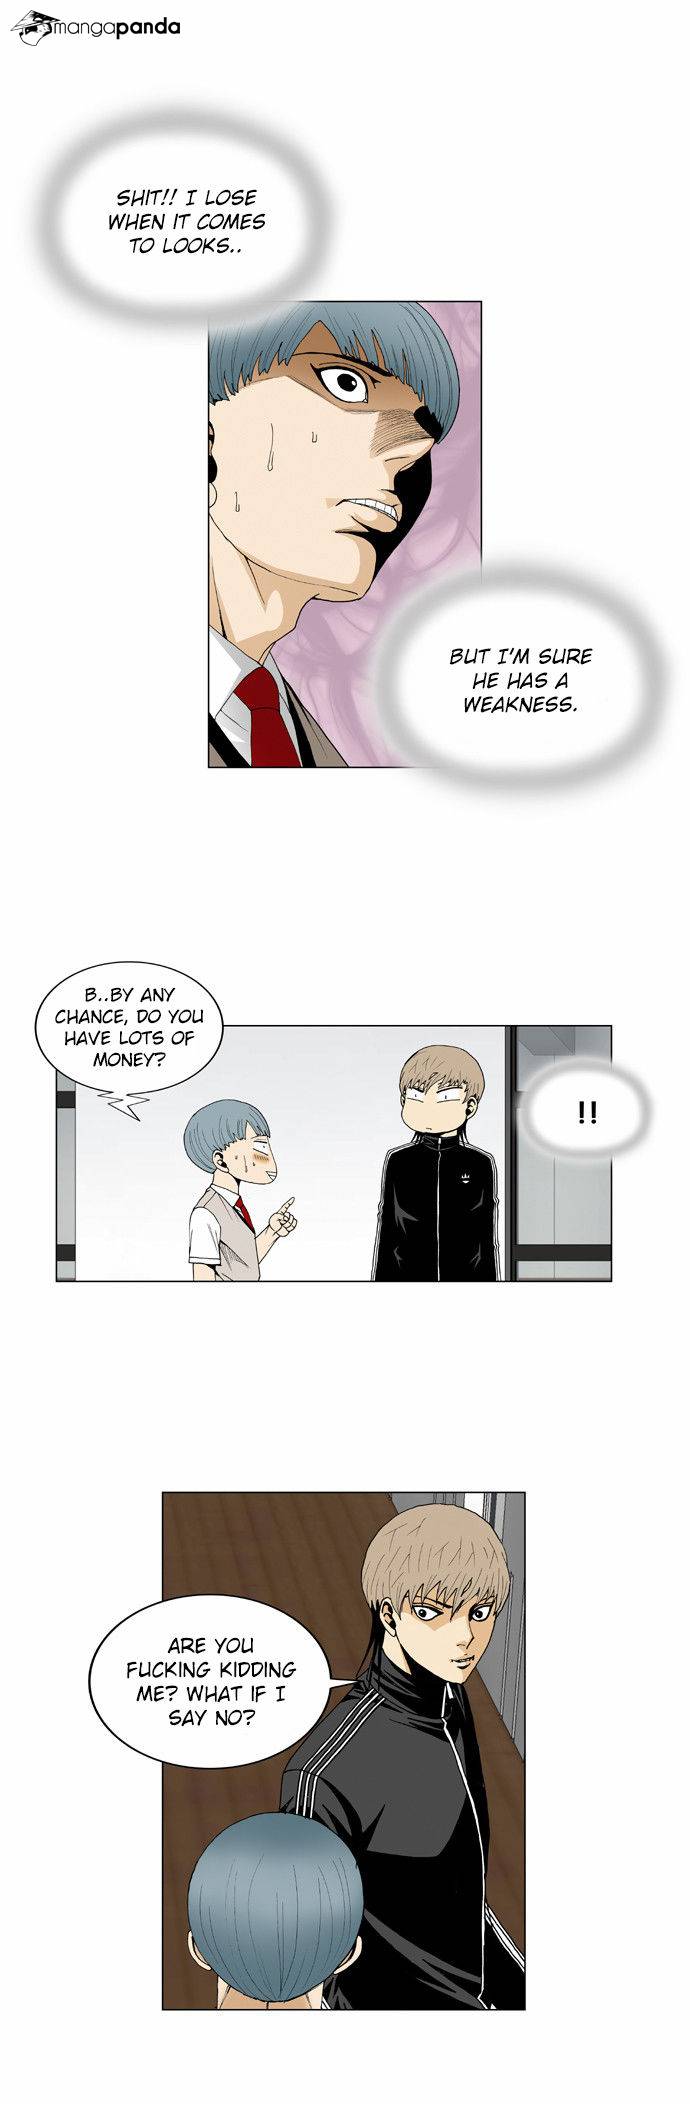 mangapanda
SHIT!! I LOSE
WHEN IT COMES
TO LOOKS..
BUT I'M SURE
HE HAS A
WEAKNESS.
B..BY ANY
CHANCE, DO YOU
HAVE LOTS OF
MONEY?
!!
ARE YOU
FUCKING KIDDING
ME? WHAT IF I
SAY NO?